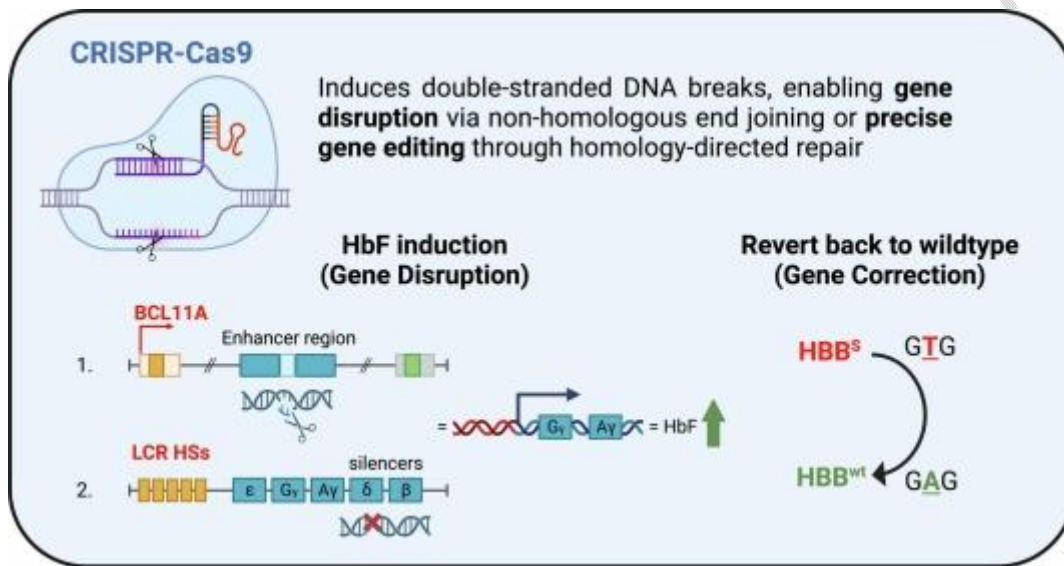 CRISPR-Cas9
Induces double-stranded DNA breaks, enabling gene
disruption via non-homologous end joining or precise
gene editing through homology-directed repair
HbF induction
(Gene Disruption)
Revert back to wildtype
(Gene Correction)
BCL11A
Enhancer region
1.
= Gγ Aγ = HbF
LCR HSs
silencers
2. ε Gγ Aγ δ β
HBBˢ GTG
HBBʷᵗ GAG